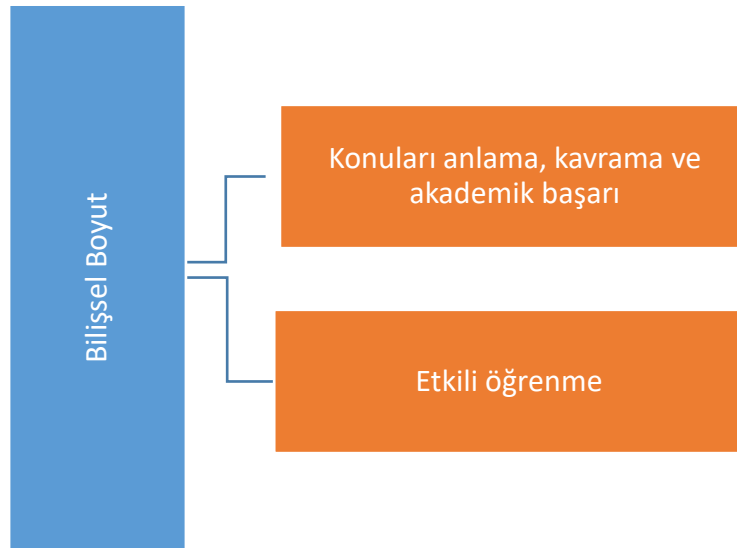 Bilişsel Boyut
Konuları anlama, kavrama ve
akademik başarı
Etkili öğrenme